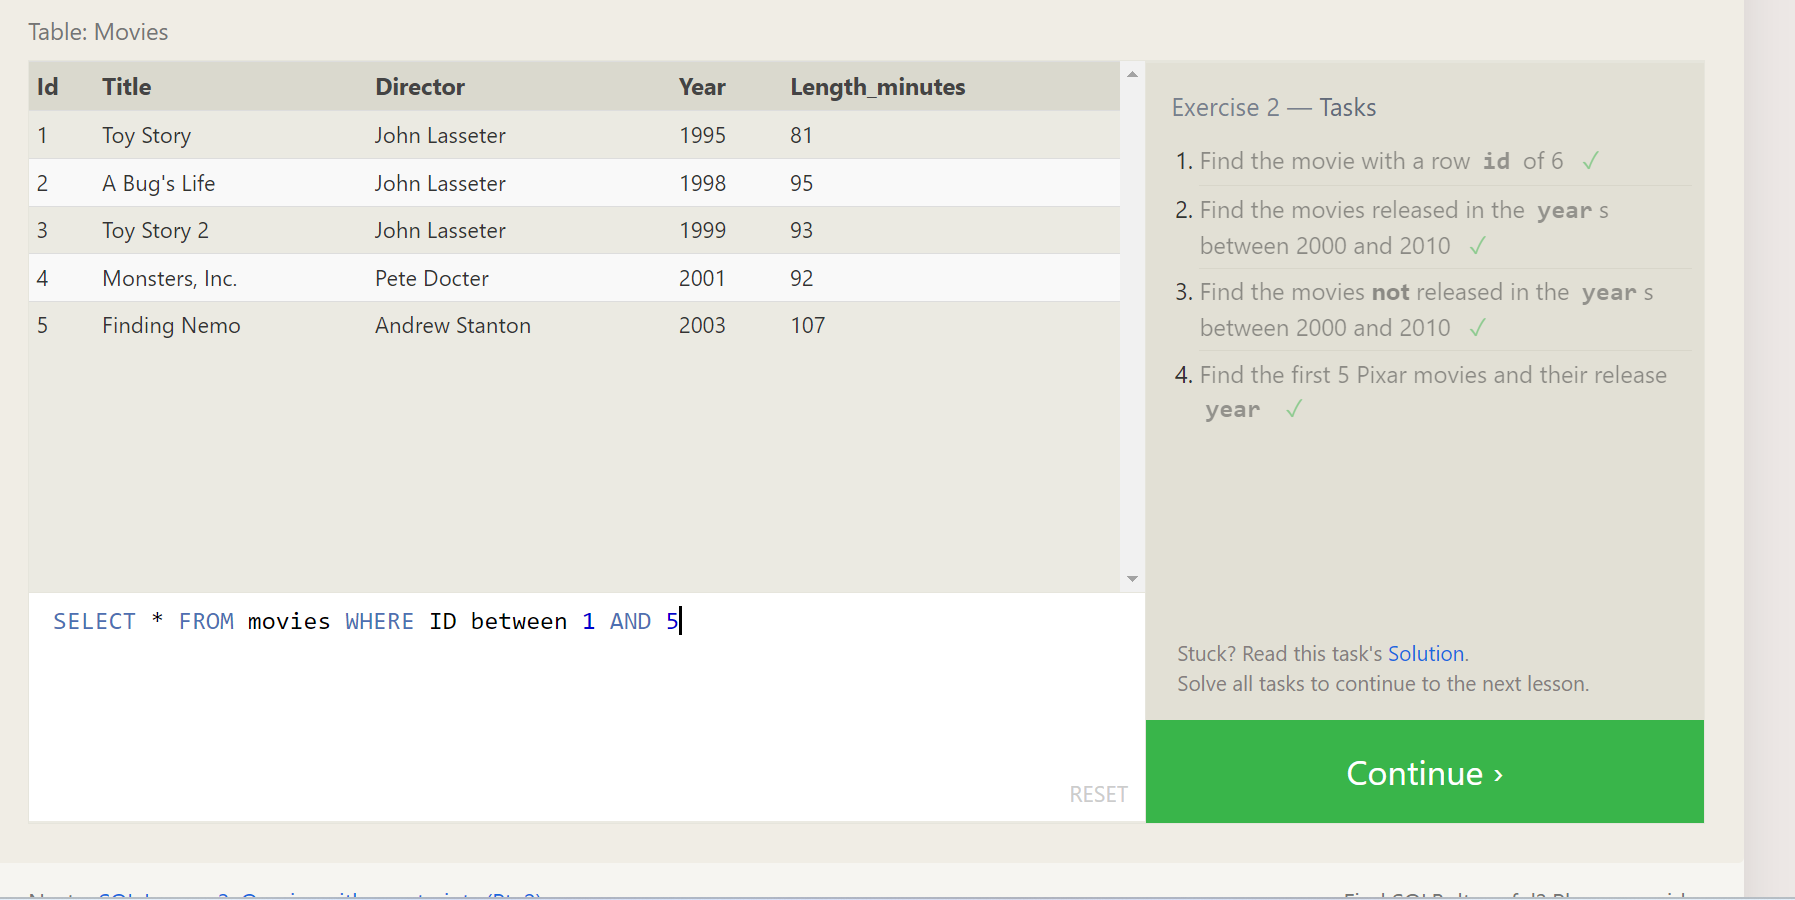 Table: Movies
Id Title Director Year Length_minutes
1 Toy Story John Lasseter 1995 81
2 A Bug's Life John Lasseter 1998 95
3 Toy Story 2 John Lasseter 1999 93
4 Monsters, Inc. Pete Docter 2001 92
5 Finding Nemo Andrew Stanton 2003 107
SELECT * FROM movies WHERE ID between 1 AND 5
RESET
Exercise 2 — Tasks
1. Find the movie with a row id of 6 ✓
2. Find the movies released in the year s
between 2000 and 2010 ✓
3. Find the movies not released in the year s
between 2000 and 2010 ✓
4. Find the first 5 Pixar movies and their release
year ✓
Stuck? Read this task's Solution.
Solve all tasks to continue to the next lesson.
Continue ›